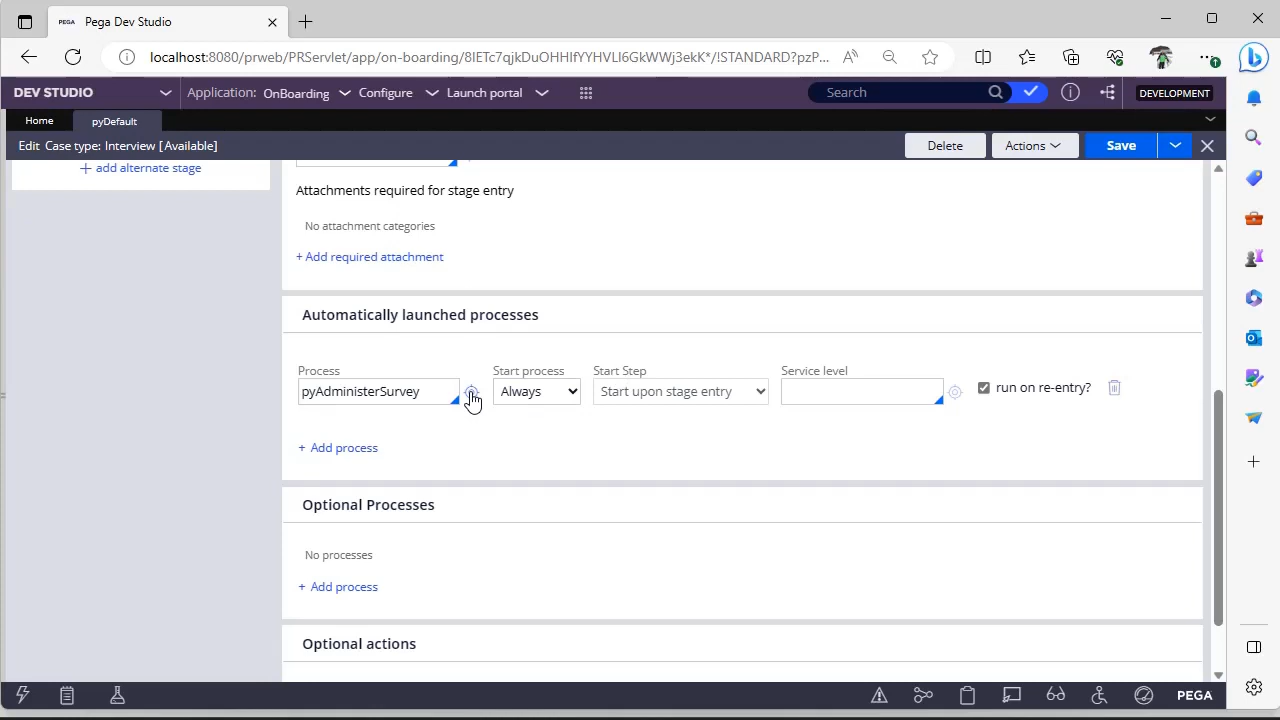 PEGA Pega Dev Studio
localhost:8080/prweb/PRServlet/app/on-boarding/8IETc7qjkDuOHHIfYYHVLI6GkWWj3ekK*/!STANDARD?pzP...
DEV STUDIO Application: OnBoarding Configure Launch portal Search DEVELOPMENT
Home pyDefault
Edit Case type: Interview [Available] Delete Actions Save
+ add alternate stage
Attachments required for stage entry
No attachment categories
+ Add required attachment
Automatically launched processes
Process Start process Start Step Service level
pyAdministerSurvey Always Start upon stage entry run on re-entry?
+ Add process
Optional Processes
No processes
+ Add process
Optional actions
PEGA